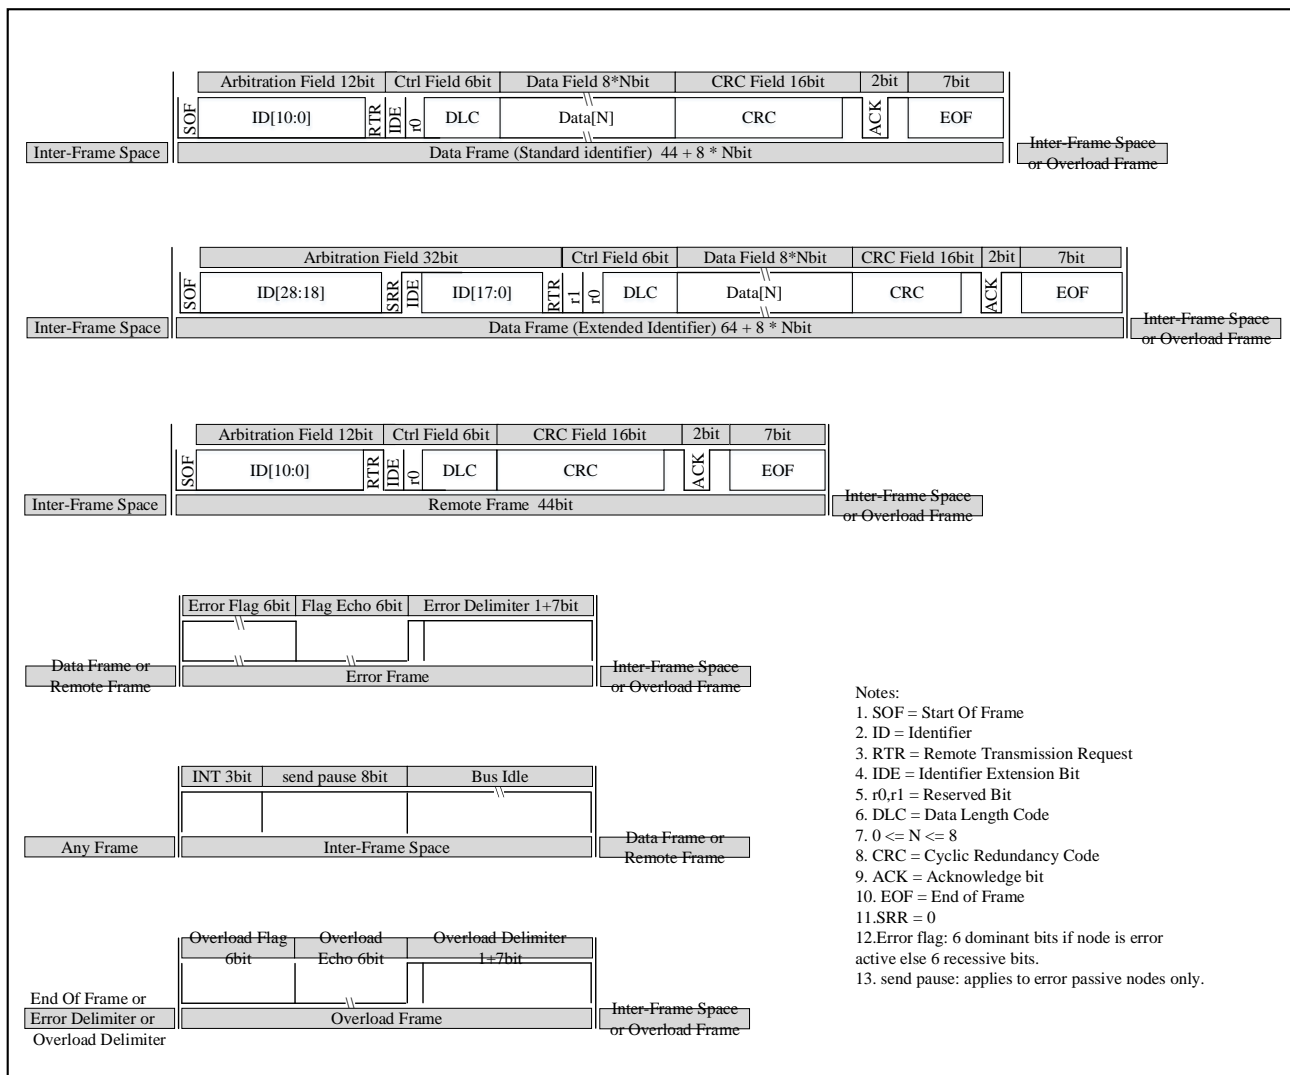 Arbitration Field 12bit Ctrl Field 6bit Data Field 8*Nbit CRC Field 16bit 2bit 7bit
SOF ID[10:0] RTR IDE r0 DLC Data[N] CRC ACK EOF
Inter-Frame Space Data Frame (Standard identifier) 44 + 8 * Nbit Inter-Frame Space
or Overload Frame
Arbitration Field 32bit Ctrl Field 6bit Data Field 8*Nbit CRC Field 16bit 2bit 7bit
SOF ID[28:18] SRR IDE ID[17:0] RTR r1 r0 DLC Data[N] CRC ACK EOF
Inter-Frame Space Data Frame (Extended Identifier) 64 + 8 * Nbit Inter-Frame Space
or Overload Frame
Arbitration Field 12bit Ctrl Field 6bit CRC Field 16bit 2bit 7bit
SOF ID[10:0] RTR IDE r0 DLC CRC ACK EOF
Inter-Frame Space Remote Frame 44bit Inter-Frame Space
or Overload Frame
Error Flag 6bit Flag Echo 6bit Error Delimiter 1+7bit
Data Frame or
Remote Frame
Error Frame
Inter-Frame Space
or Overload Frame
INT 3bit send pause 8bit Bus Idle
Any Frame Inter-Frame Space Data Frame or
Remote Frame
Overload Flag
6bit
Overload
Echo 6bit
Overload Delimiter
1+7bit
End Of Frame or
Error Delimiter or
Overload Delimiter
Overload Frame
Inter-Frame Space
or Overload Frame
Notes:
1. SOF = Start Of Frame
2. ID = Identifier
3. RTR = Remote Transmission Request
4. IDE = Identifier Extension Bit
5. r0,r1 = Reserved Bit
6. DLC = Data Length Code
7. 0 <= N <= 8
8. CRC = Cyclic Redundancy Code
9. ACK = Acknowledge bit
10. EOF = End of Frame
11.SRR = 0
12.Error flag: 6 dominant bits if node is error
active else 6 recessive bits.
13. send pause: applies to error passive nodes only.